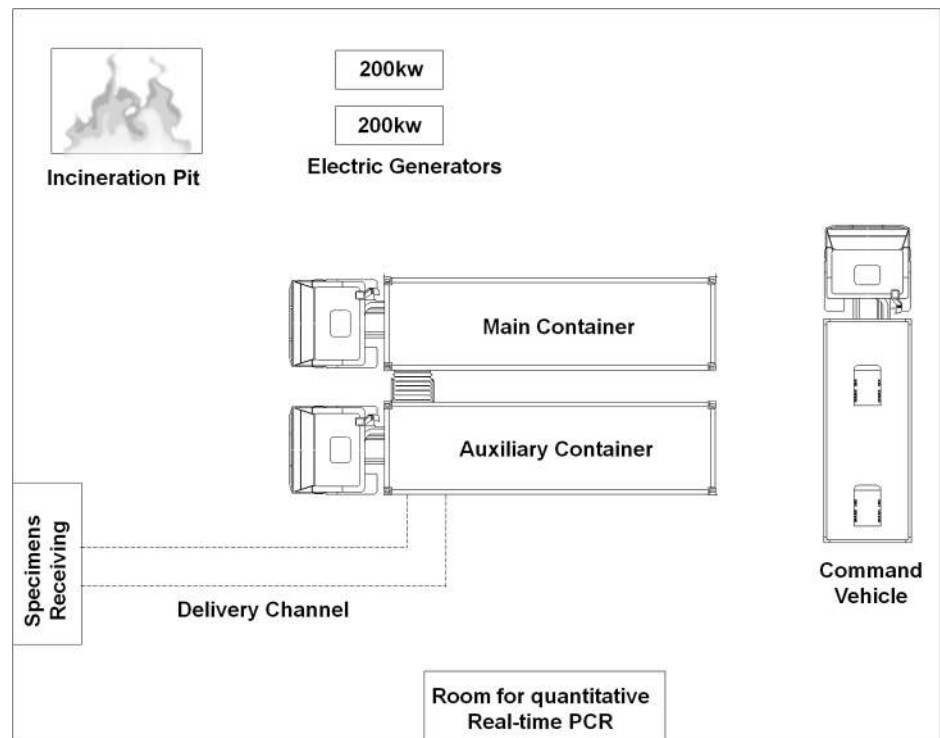 200kw
200kw
Incineration Pit
Electric Generators
Main Container
Auxiliary Container
Specimens
Receiving
Delivery Channel
Command
Vehicle
Room for quantitative
Real-time PCR